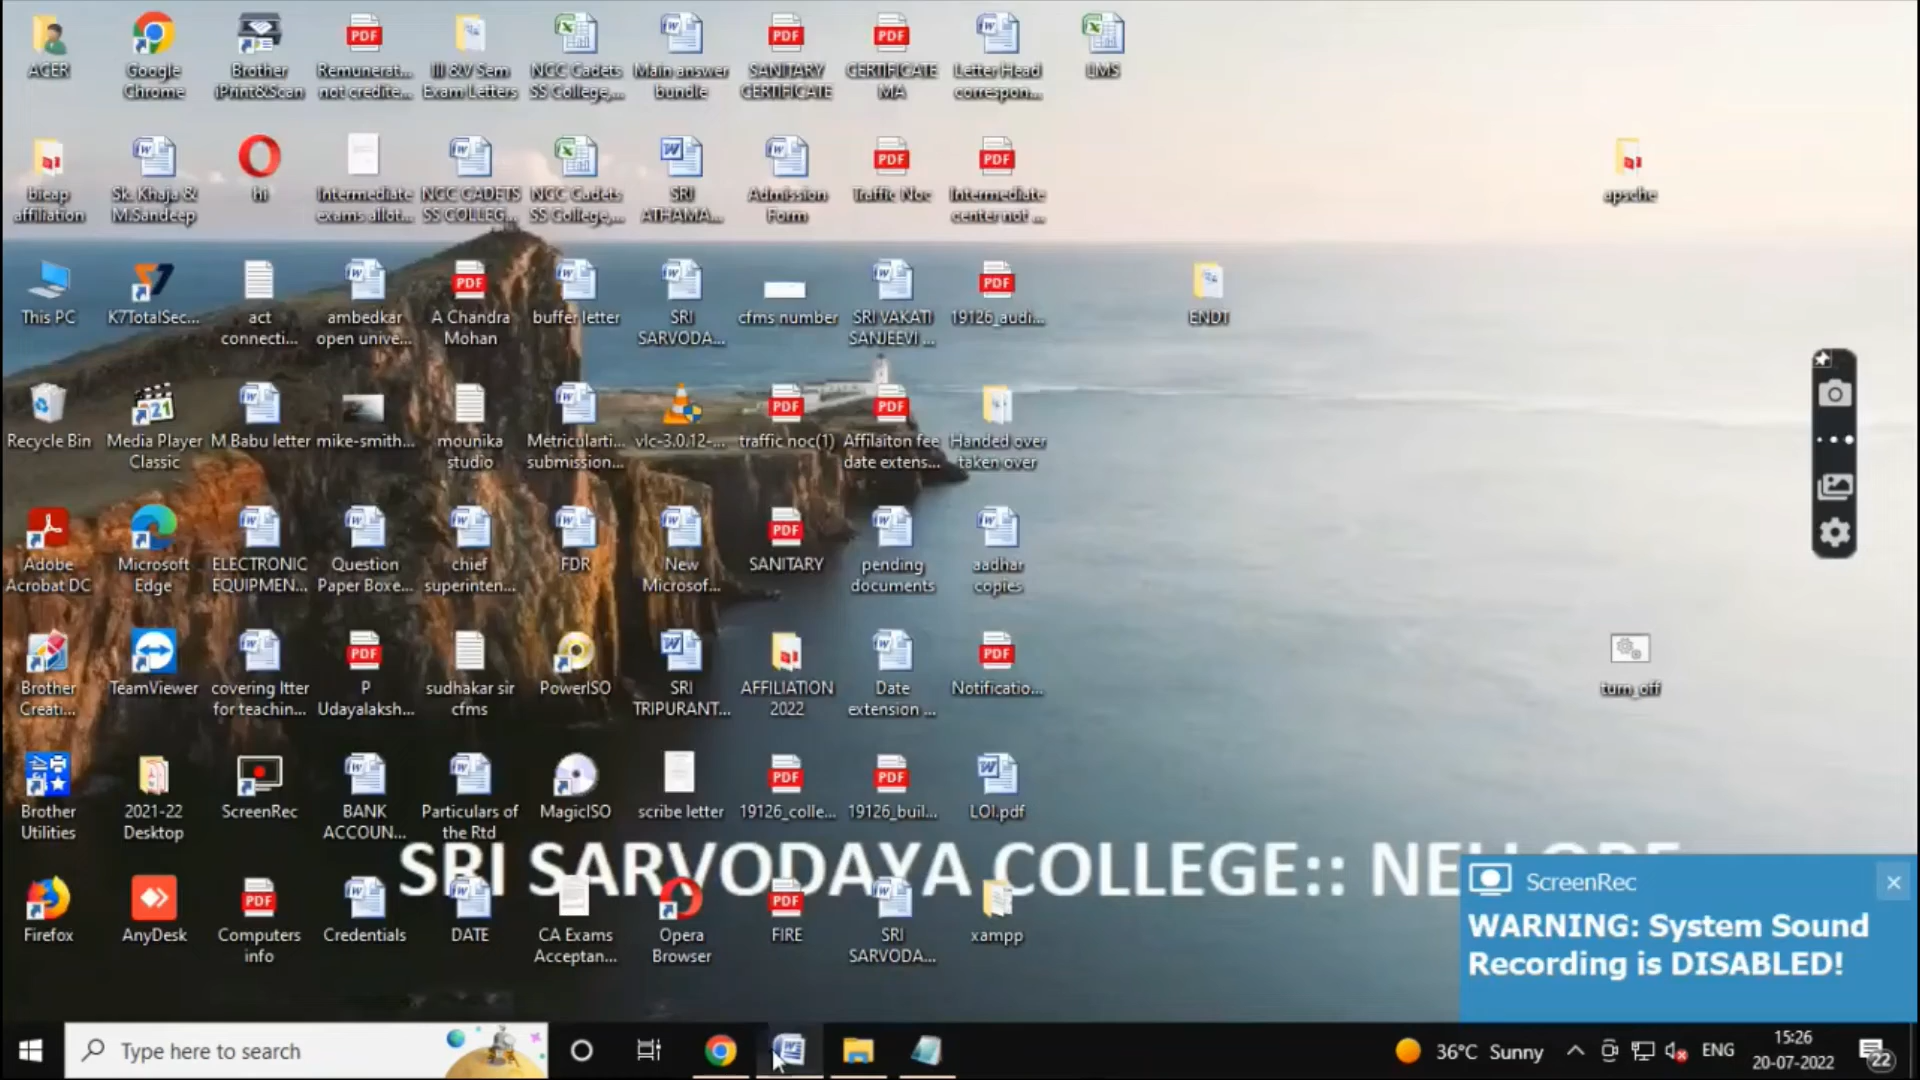 ACER
Google
Chrome
Brother
iPrint&Scan
Remunerat...
not credite...
III &V Sem
Exam Letters
NCC Cadets
SS College,...
Main answer
bundle
SANITARY
CERTIFICATE
CERTIFICATE
MA
Letter Head
correspon...
LMS
bicap
affiliation
Sk. Khaja &
M.Sandeep
hi
Intermediate
exams allot...
NCC CADETS
SS COLLEG...
NCC Cadets
SS College,...
SRI
ATHMA...
Admission
Form
Traffic Noc
Intermediate
center not ...
apsche
This PC
K7TotalSec...
act
connecti...
ambedkar
open unive...
A Chandra
Mohan
buffer letter
SRI
SARVODA...
cfms number
SRI VAKATI
SANJEEVI ...
19126_audi...
ENDT
Recycle Bin
Media Player
Classic
M.Babu letter
mike-smith...
mounika
studio
Metricularti...
submission...
vlc-3.0.12-...
traffic noc(1)
Affilaiton fee
date extens...
Handed over
taken over
Adobe
Acrobat DC
Microsoft
Edge
ELECTRONIC
EQUIPMEN...
Question
Paper Boxe...
chief
superinten...
FDR
New
Microsof...
SANITARY
pending
documents
aadhar
copies
Brother
Creati...
TeamViewer
covering ltter
for teachin...
P
Udayalaksh...
sudhakar sir
cfms
PowerISO
SRI
TRIPURANT...
AFFILIATION
2022
Date
extension ...
Notificatio...
turn_off
Brother
Utilities
2021-22
Desktop
ScreenRec
BANK
ACCOUN...
Particulars of
the Rtd
MagicISO
scribe letter
19126_colle...
19126_buil...
LOI.pdf
SRI SARVODAYA COLLEGE::
Firefox
AnyDesk
Computers
info
Credentials
DATE
CA Exams
Acceptan...
Opera
Browser
FIRE
SRI
SARVODA...
xampp
ScreenRec
WARNING: System Sound
Recording is DISABLED!
Type here to search
36°C Sunny
ENG
15:26
20-07-2022
22